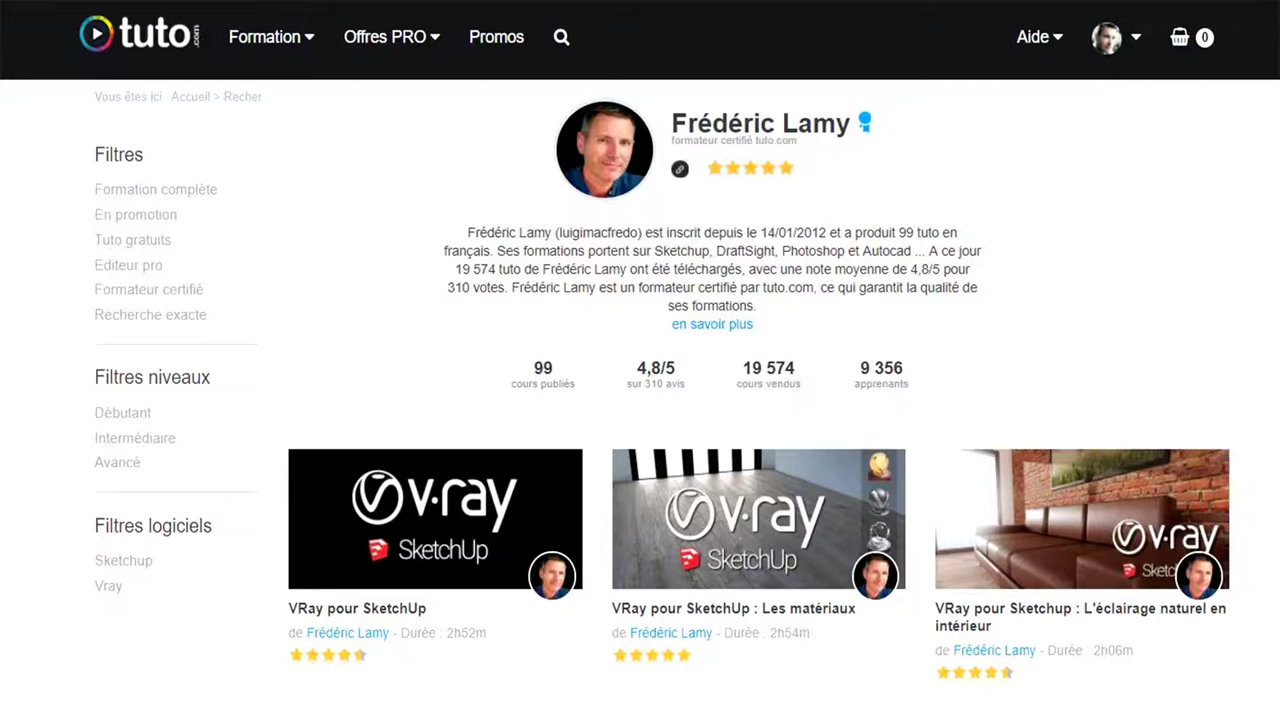 tuto.com
Formation
Offres PRO
Promos
Aide
0
Vous êtes ici Accueil > Recher
Filtres
Formation complète
En promotion
Tuto gratuits
Editeur pro
Formateur certifié
Recherche exacte
Filtres niveaux
Débutant
Intermédiaire
Avancé
Filtres logiciels
Sketchup
Vray
Frédéric Lamy
formateur certifié tuto.com
Frédéric Lamy (luigimacfredo) est inscrit depuis le 14/01/2012 et a produit 99 tuto en
français. Ses formations portent sur Sketchup, DraftSight, Photoshop et Autocad ... A ce jour
19 574 tuto de Frédéric Lamy ont été téléchargés, avec une note moyenne de 4,8/5 pour
310 votes. Frédéric Lamy est un formateur certifié par tuto.com, ce qui garantit la qualité de
ses formations.
en savoir plus
99
cours publiés
4,8/5
sur 310 avis
19 574
cours vendus
9 356
apprenants
v·ray
SketchUp
VRay pour SketchUp
de Frédéric Lamy - Durée : 2h52m
v·ray
SketchUp
VRay pour SketchUp : Les matériaux
de Frédéric Lamy - Durée : 2h54m
v·ray
Sketc
VRay pour Sketchup : L'éclairage naturel en
intérieur
de Frédéric Lamy - Durée 2h06m